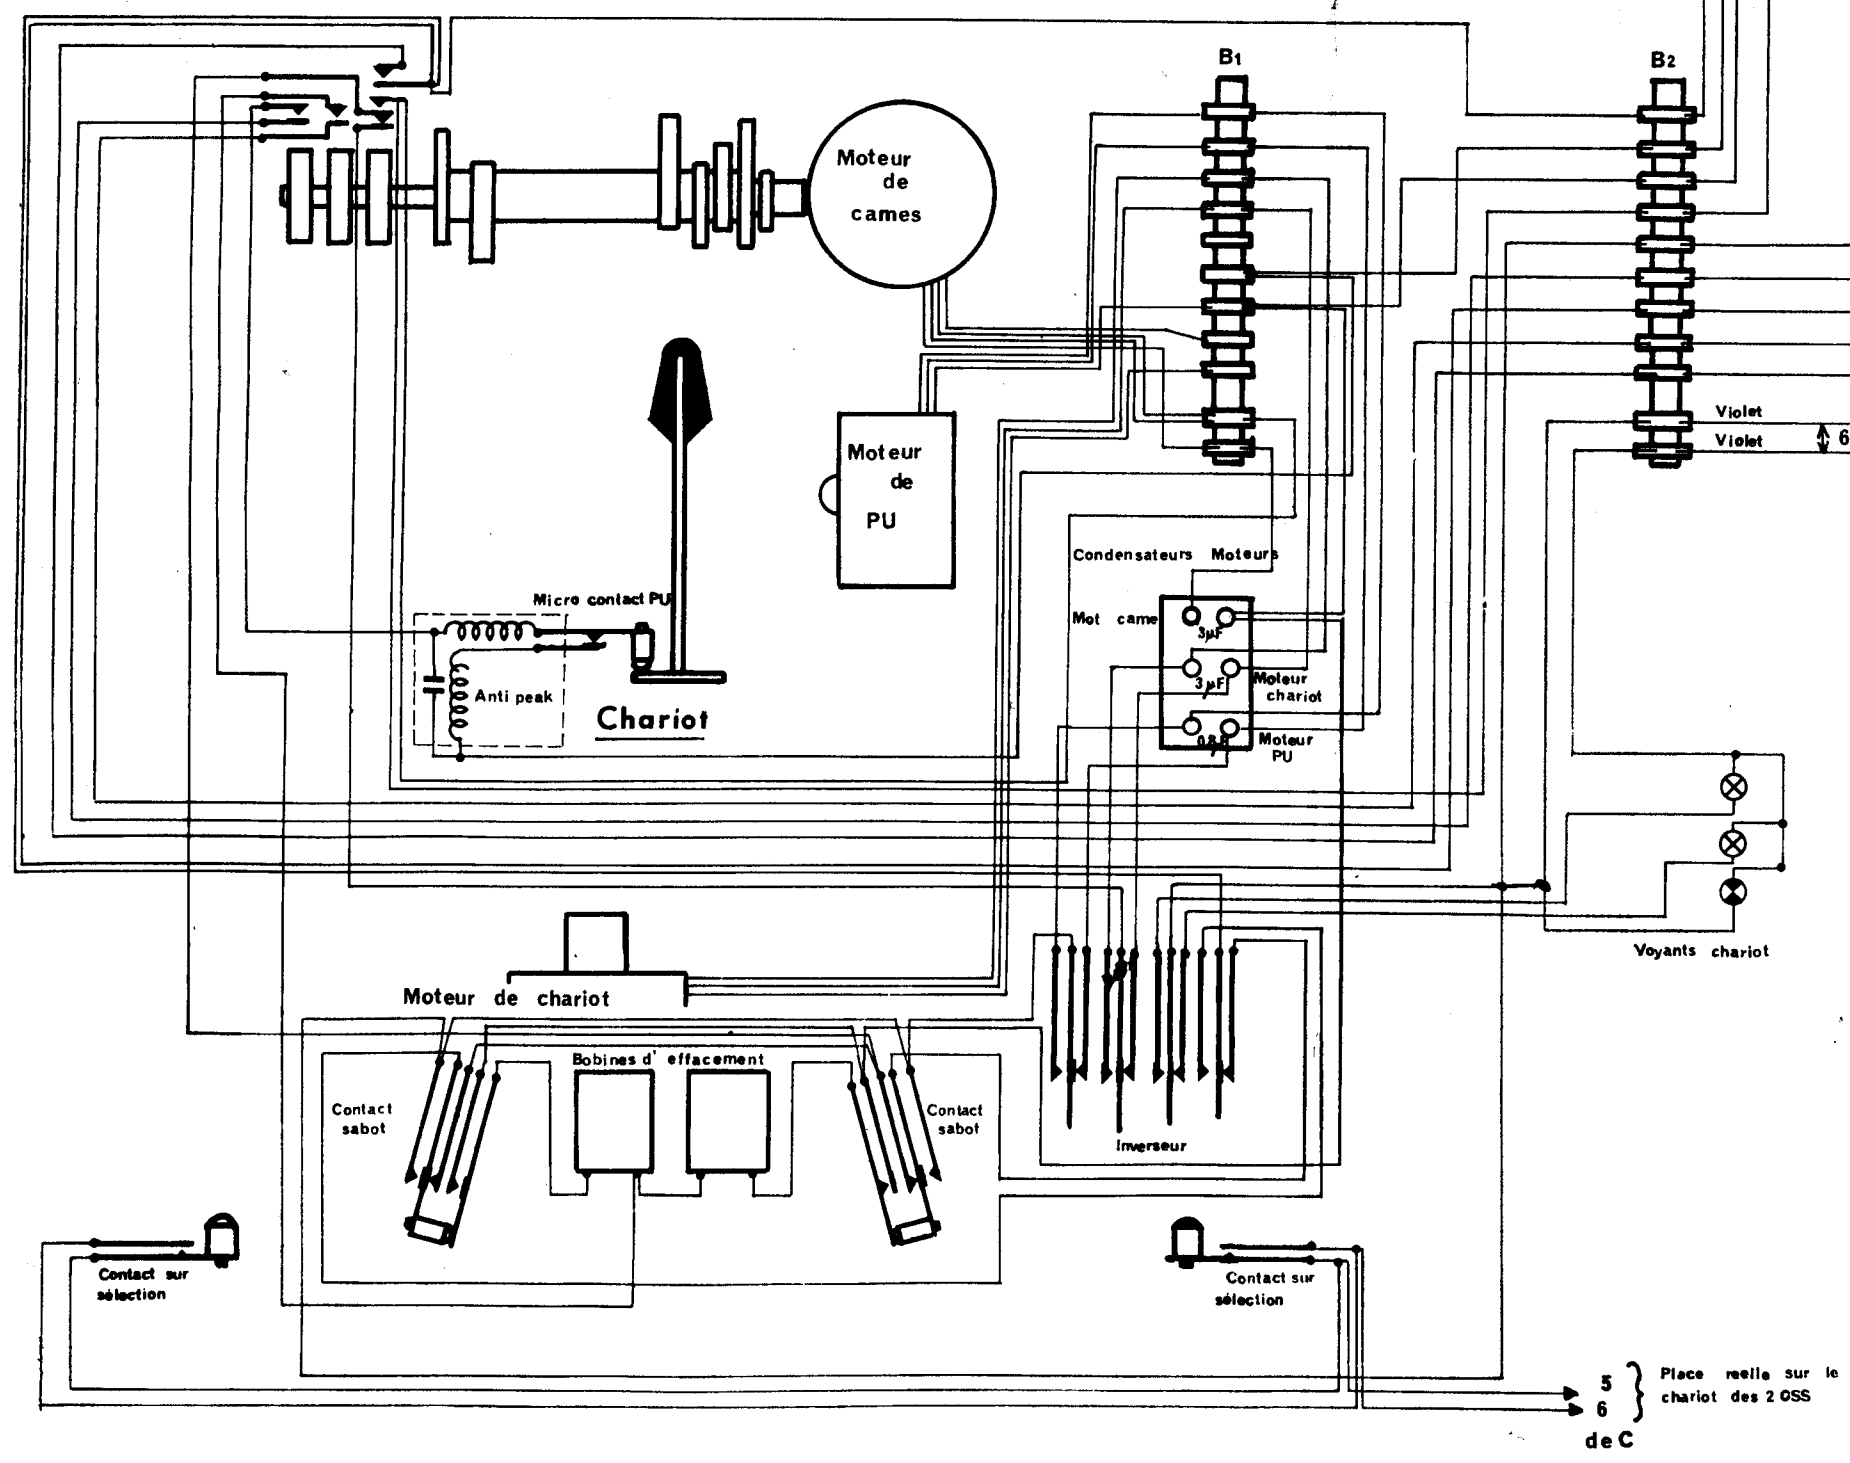 B1
B2
Moteur
de
cames
Violet
Violet
6
Moteur
de
PU
Condensateurs Moteurs
Micro contact PU
Mot came
3µF
3µF
Moteur
chariot
Anti peak
Chariot
0.8µF
Moteur
PU
Voyants chariot
Moteur de chariot
Bobines d' effacement
Contact
sabot
Contact
sabot
Inverseur
Contact sur
sélection
Contact sur
sélection
5
6
de C
Place reelle sur le
chariot des 2 OSS